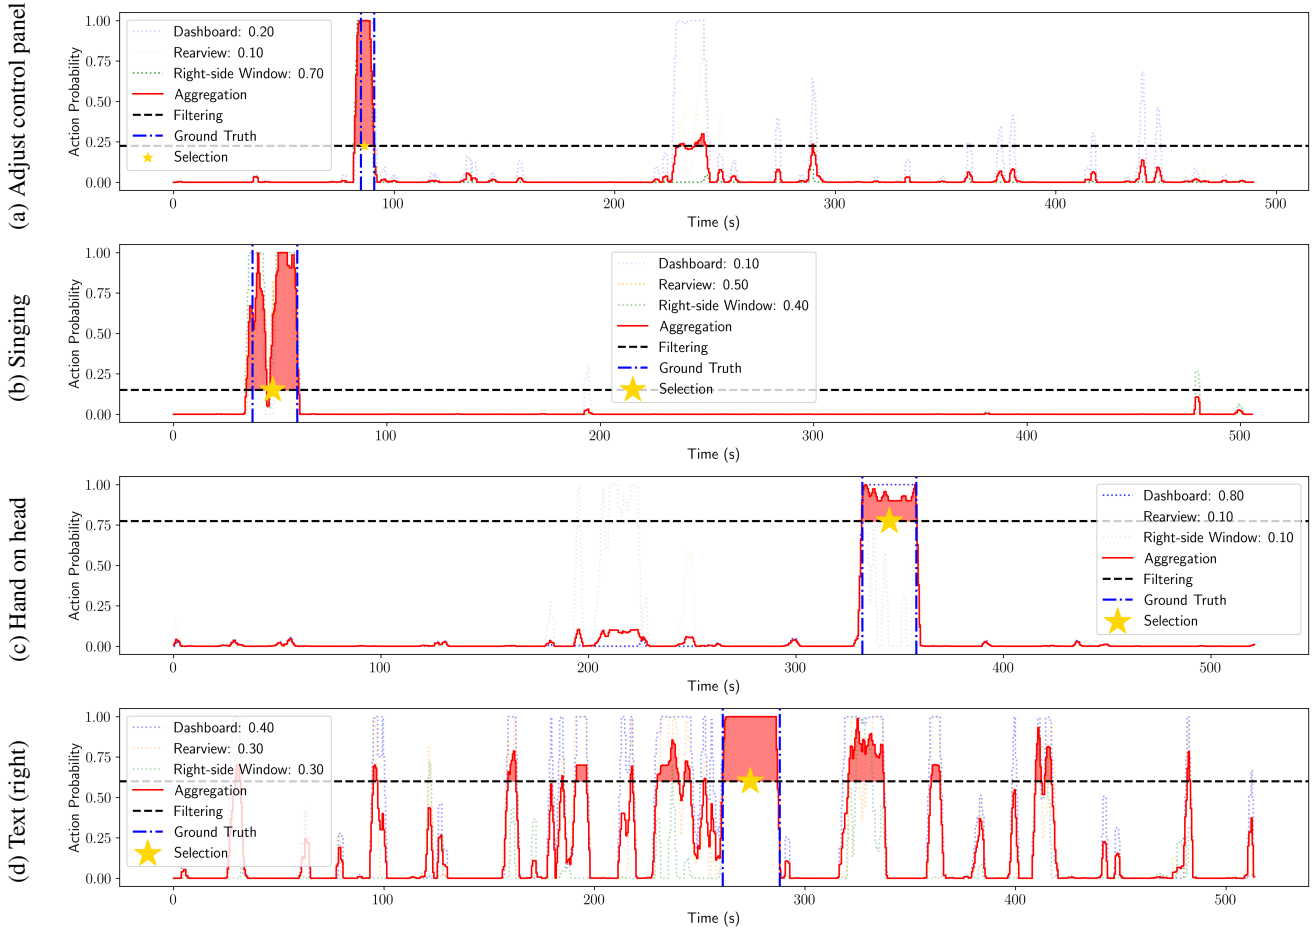 (a) Adjust control panel
Action Probability
1.00
0.75
0.50
0.25
0.00
Dashboard: 0.20
Rearview: 0.10
Right-side Window: 0.70
Aggregation
Filtering
Ground Truth
Selection
0 100 200 300 400 500
Time (s)
(b) Singing
Action Probability
1.00
0.75
0.50
0.25
0.00
Dashboard: 0.10
Rearview: 0.50
Right-side Window: 0.40
Aggregation
Filtering
Ground Truth
Selection
0 100 200 300 400 500
Time (s)
(c) Hand on head
Action Probability
1.00
0.75
0.50
0.25
0.00
Dashboard: 0.80
Rearview: 0.10
Right-side Window: 0.10
Aggregation
Filtering
Ground Truth
Selection
0 100 200 300 400 500
Time (s)
(d) Text (right)
Action Probability
1.00
0.75
0.50
0.25
0.00
Dashboard: 0.40
Rearview: 0.30
Right-side Window: 0.30
Aggregation
Filtering
Ground Truth
Selection
0 100 200 300 400 500
Time (s)